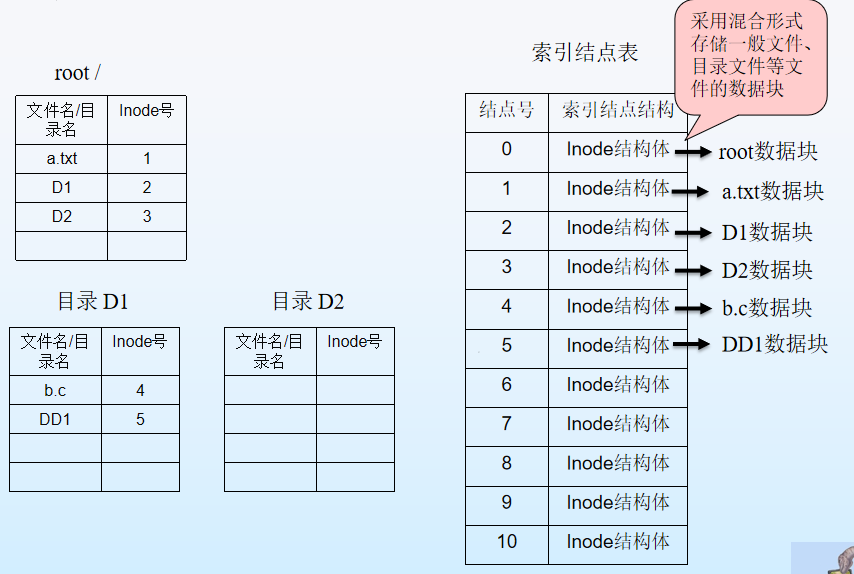 采用混合形式
存储一般文件、
目录文件等文
件的数据块
索引结点表
root /
文件名/目
录名
Inode号
a.txt 1
D1 2
D2 3
目录 D1
文件名/目
录名
Inode号
b.c 4
DD1 5
目录 D2
文件名/目
录名
Inode号
结点号 索引结点结构
0 Inode结构体 root数据块
1 Inode结构体 a.txt数据块
2 Inode结构体 D1数据块
3 Inode结构体 D2数据块
4 Inode结构体 b.c数据块
5 Inode结构体 DD1数据块
6 Inode结构体
7 Inode结构体
8 Inode结构体
9 Inode结构体
10 Inode结构体